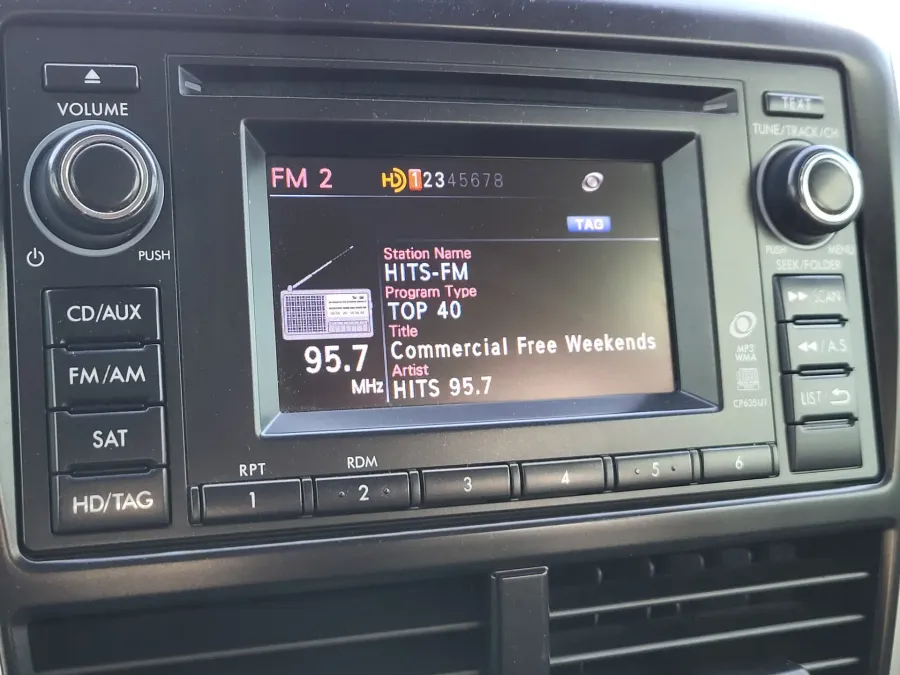 VOLUME
PUSH
CD/AUX
FM/AM
SAT
HD/TAG
FM 2 HD 12345678
TAG
Station Name
HITS-FM
Program Type
TOP 40
Title
Commercial Free Weekends
Artist
HITS 95.7
95.7
MHz
RPT RDM
1 2 3 4 5 6
TEXT
TUNE/TRACK/CH
PUSH MENU
SEEK/FOLDER
SCAN
/ A.S
LIST /
MP3
WMA
CP635U1